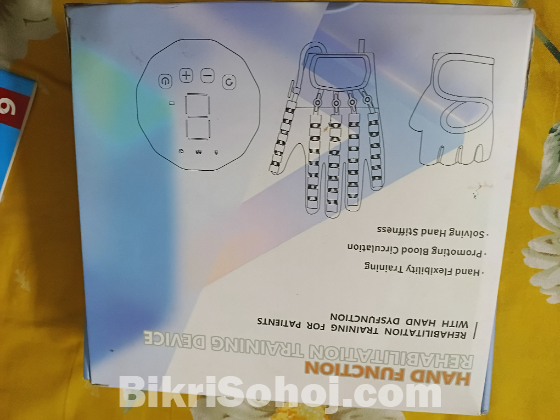 HAND FUNCTION
REHABILITATION TRAINING DEVICE
REHABILITATION TRAINING FOR PATIENTS
WITH HAND DYSFUNCTION
· Hand Flexibility Training
· Promoting Blood Circulation
· Solving Hand Stiffness
6
BikriSohoj.com